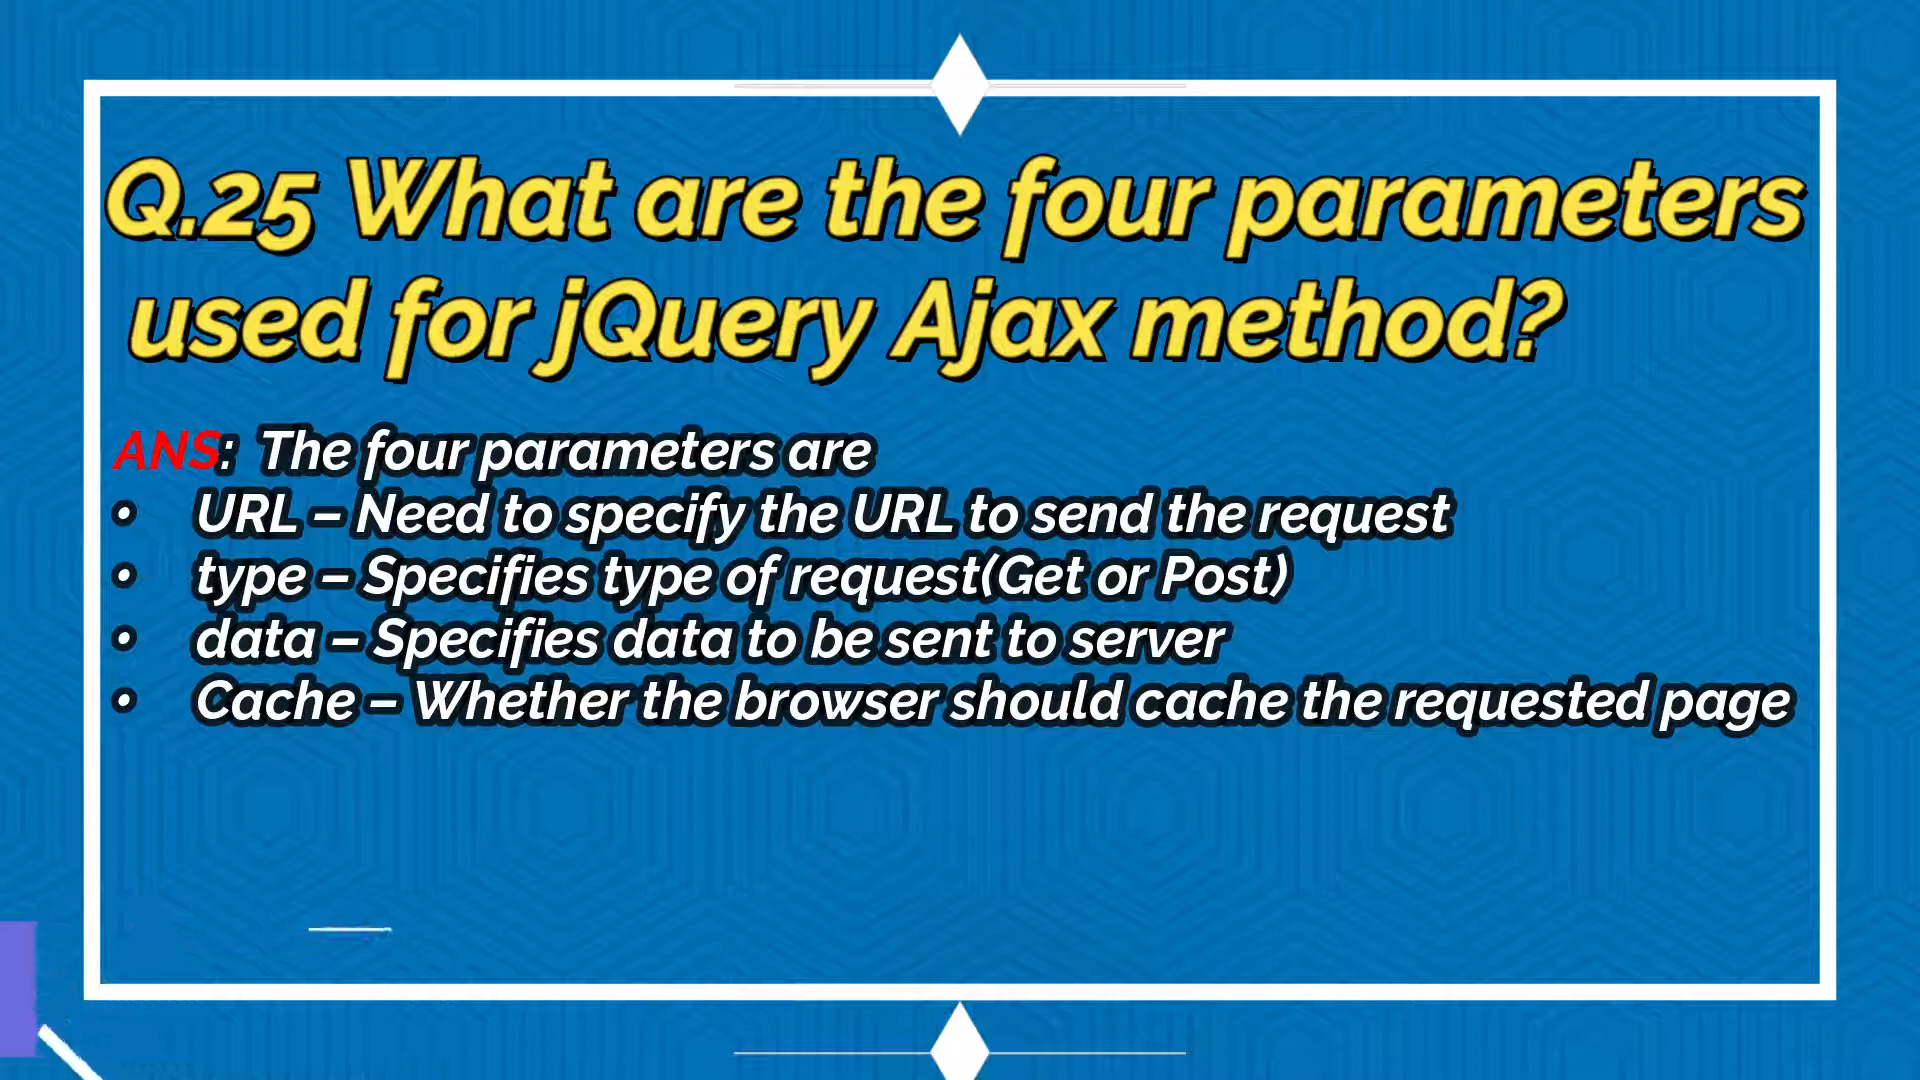 Q.25 What are the four parameters
used for jQuery Ajax method?
ANS: The four parameters are
• URL – Need to specify the URL to send the request
• type – Specifies type of request(Get or Post)
• data – Specifies data to be sent to server
• Cache – Whether the browser should cache the requested page